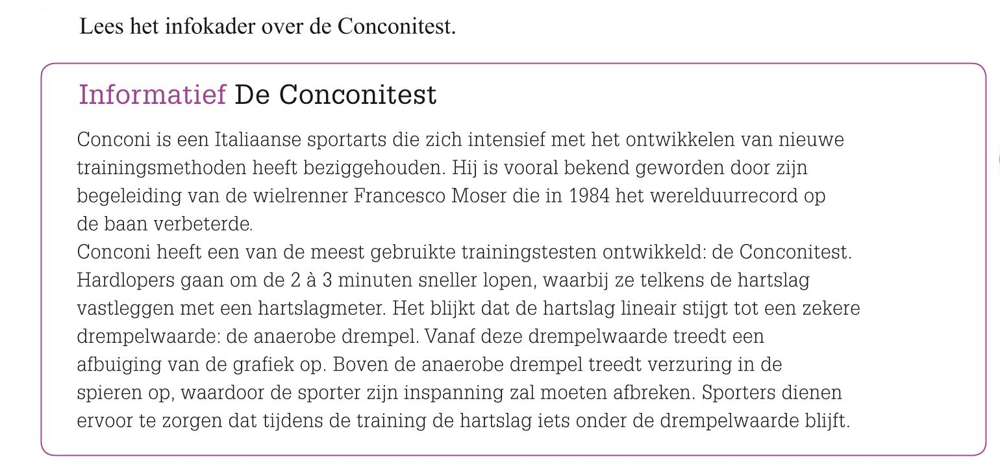 Lees het infokader over de Conconitest.
Informatief De Conconitest
Conconi is een Italiaanse sportarts die zich intensief met het ontwikkelen van nieuwe
trainingsmethoden heeft beziggehouden. Hij is vooral bekend geworden door zijn
begeleiding van de wielrenner Francesco Moser die in 1984 het werelduurrecord op
de baan verbeterde.
Conconi heeft een van de meest gebruikte trainingstesten ontwikkeld: de Conconitest.
Hardlopers gaan om de 2 à 3 minuten sneller lopen, waarbij ze telkens de hartslag
vastleggen met een hartslagmeter. Het blijkt dat de hartslag lineair stijgt tot een zekere
drempelwaarde: de anaerobe drempel. Vanaf deze drempelwaarde treedt een
afbuiging van de grafiek op. Boven de anaerobe drempel treedt verzuring in de
spieren op, waardoor de sporter zijn inspanning zal moeten afbreken. Sporters dienen
ervoor te zorgen dat tijdens de training de hartslag iets onder de drempelwaarde blijft.